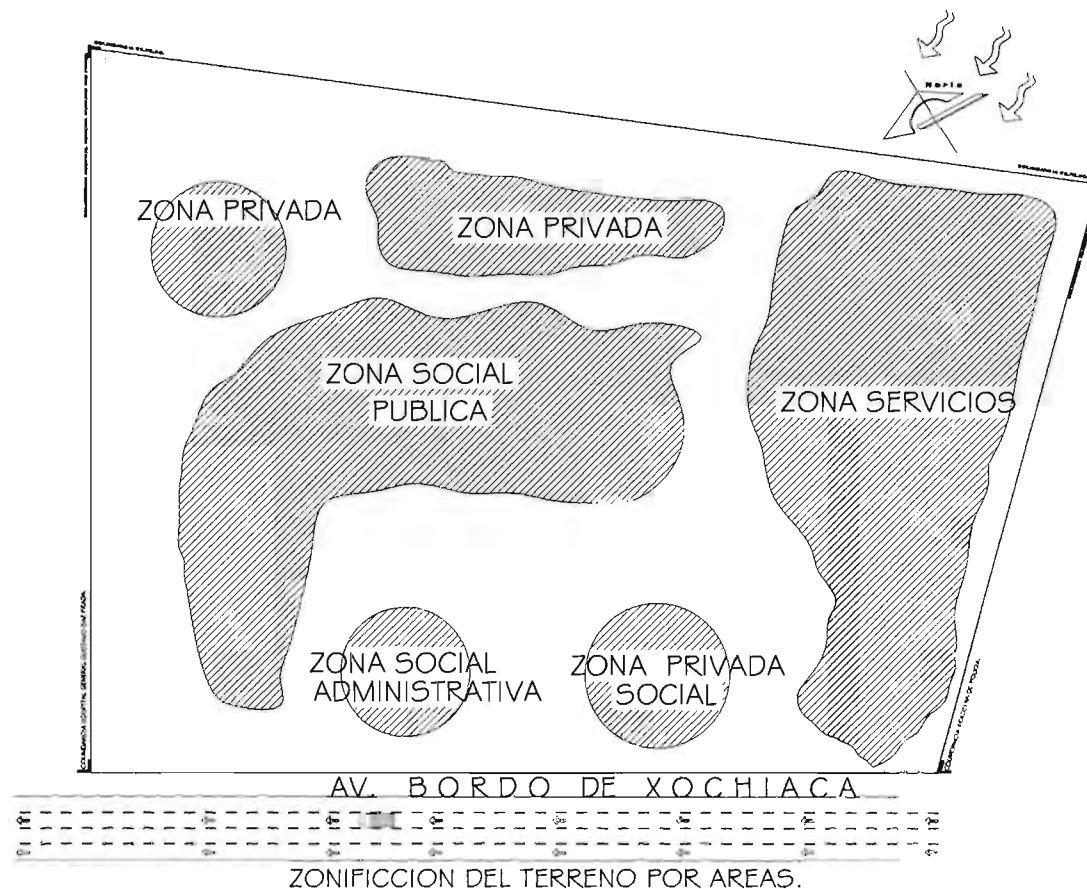 Norte
ZONA PRIVADA
ZONA PRIVADA
ZONA SOCIAL
PUBLICA
ZONA SERVICIOS
ZONA SOCIAL
ADMINISTRATIVA
ZONA PRIVADA
SOCIAL
AV. BORDO DE XOCHIACA
ZONIFICCION DEL TERRENO POR AREAS.